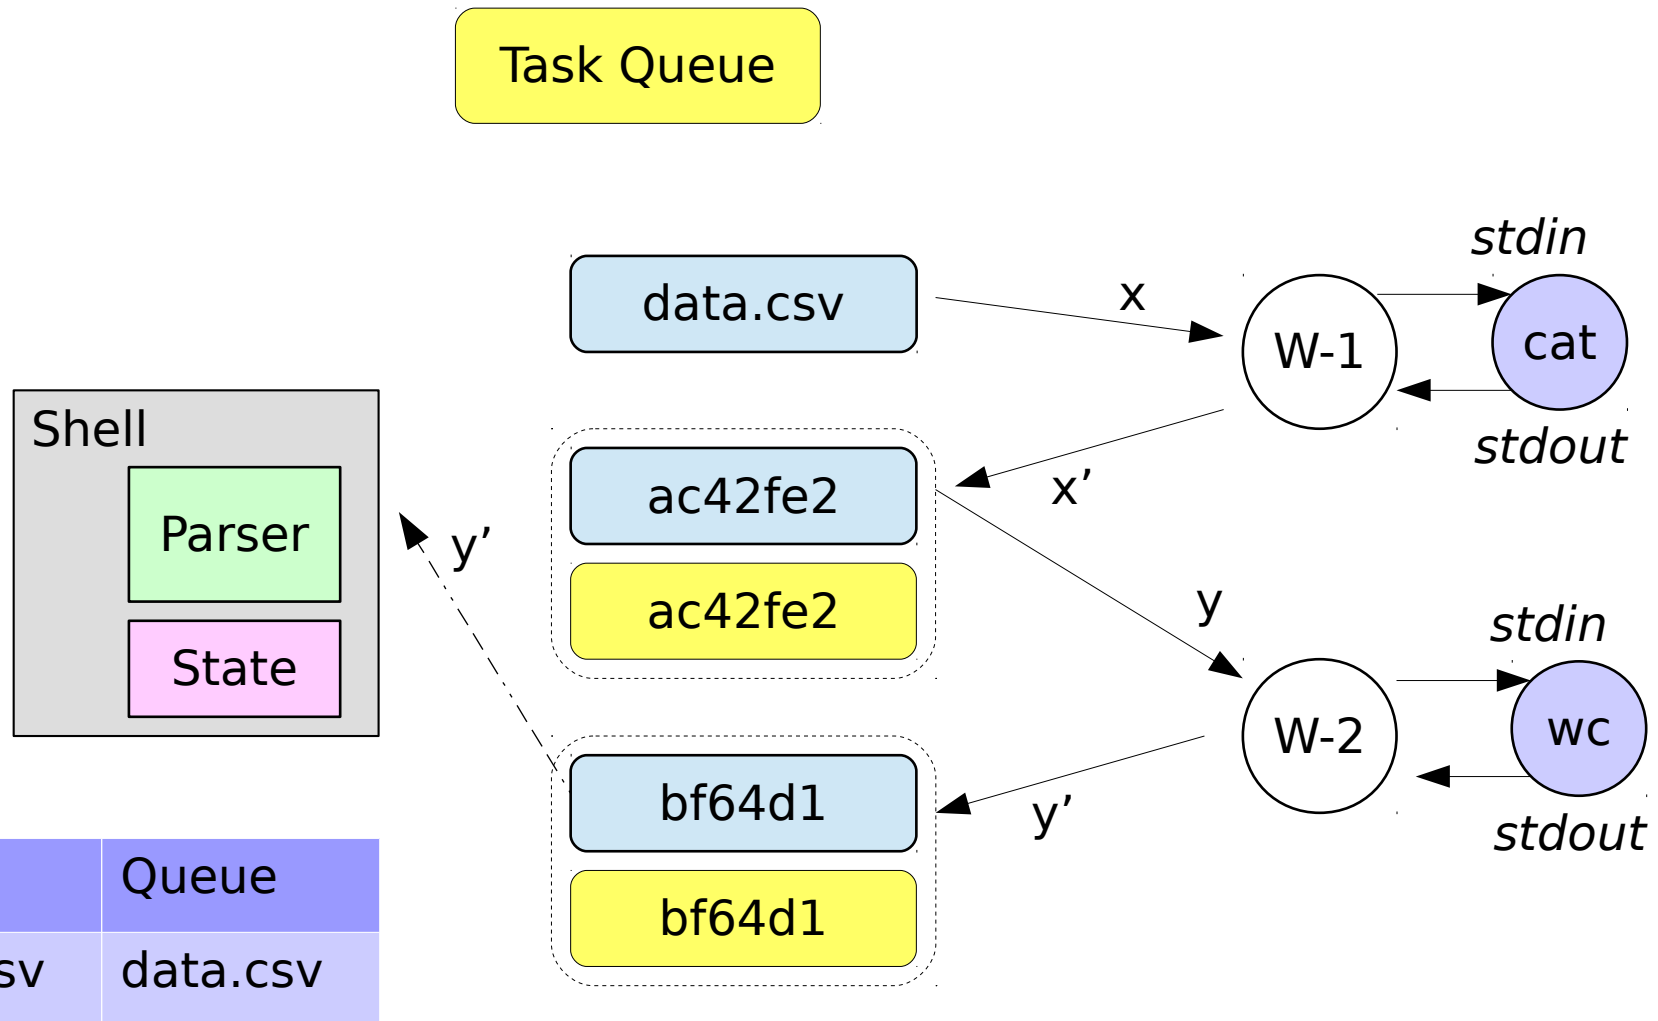 Task Queue
stdin
data.csv
x
W-1
cat
Shell
stdout
ac42fe2
x’
Parser
y’
ac42fe2
y
stdin
State
W-2
wc
bf64d1
y’
stdout
Queue
bf64d1
sv
data.csv